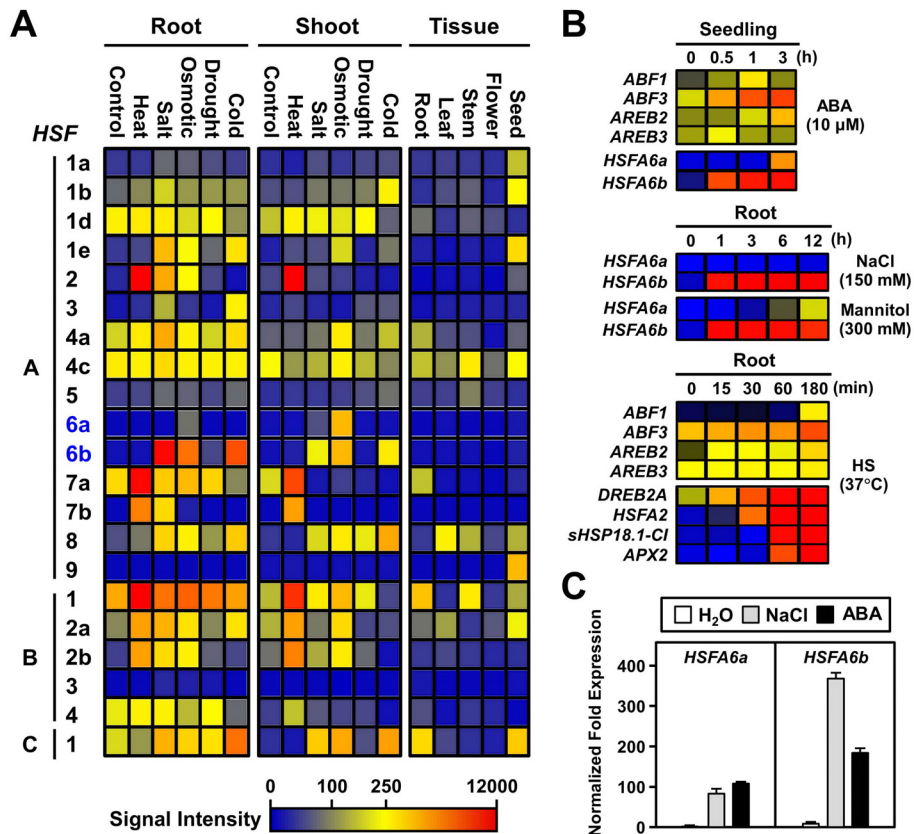 A
Root
Shoot
Tissue
Control Heat Salt Osmotic Drought Cold
Control Heat Salt Osmotic Drought Cold
Root Leaf Stem Flower Seed
HSF
A
1a
1b
1d
1e
2
3
4a
4c
5
6a
6b
7a
7b
8
9
B
1
2a
2b
3
4
C
1
Signal Intensity
0 100 250 12000
B
Seedling
0 0.5 1 3 (h)
ABF1
ABF3
AREB2
AREB3
HSFA6a
HSFA6b
ABA
(10 µM)
Root
0 1 3 6 12 (h)
HSFA6a
HSFA6b
NaCl
(150 mM)
HSFA6a
HSFA6b
Mannitol
(300 mM)
Root
0 15 30 60 180 (min)
ABF1
ABF3
AREB2
AREB3
DREB2A
HSFA2
sHSP18.1-CI
APX2
HS
(37°C)
C
H2O NaCl ABA
HSFA6a
HSFA6b
Normalized Fold Expression
400
300
200
100
0